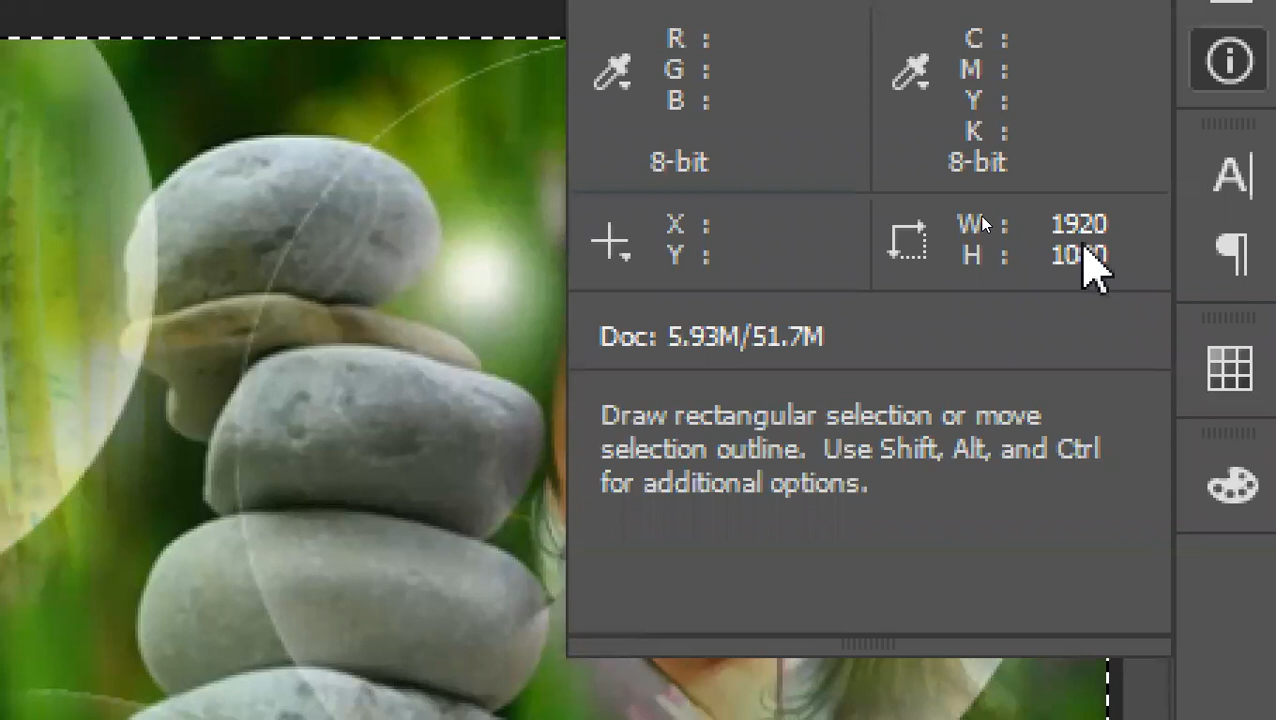 R :
G :
B :
8-bit
C :
M :
Y :
K :
8-bit
X :
Y :
W : 1920
H :
Doc: 5.93M/51.7M
Draw rectangular selection or move
selection outline. Use Shift, Alt, and Ctrl
for additional options.
A